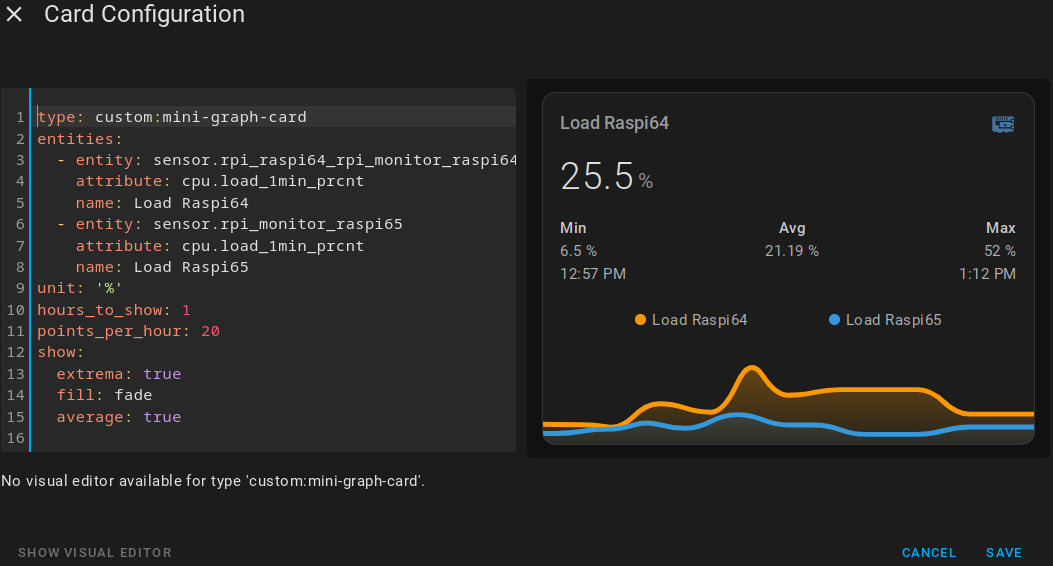 Card Configuration
1 type: custom:mini-graph-card
2 entities:
3   - entity: sensor.rpi_raspi64_rpi_monitor_raspi64
4     attribute: cpu.load_1min_prcnt
5     name: Load Raspi64
6   - entity: sensor.rpi_monitor_raspi65
7     attribute: cpu.load_1min_prcnt
8     name: Load Raspi65
9 unit: '%'
10 hours_to_show: 1
11 points_per_hour: 20
12 show:
13   extrema: true
14   fill: fade
15   average: true
16
Load Raspi64
25.5 %
Min Avg Max
6.5 % 21.19 % 52 %
12:57 PM 1:12 PM
Load Raspi64 Load Raspi65
No visual editor available for type 'custom:mini-graph-card'.
SHOW VISUAL EDITOR CANCEL SAVE